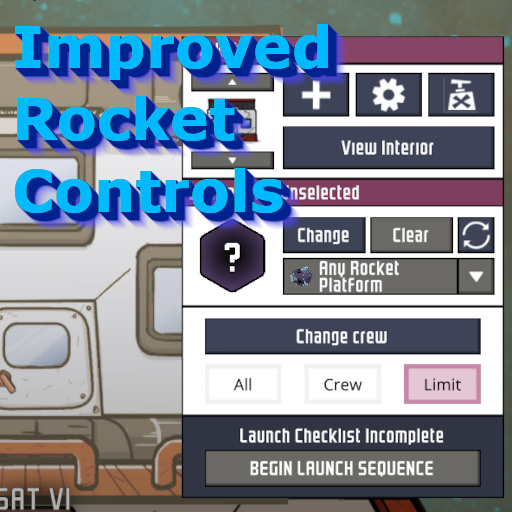 Improved
Rocket
Controls
View Interior
nselected
Change
Clear
?
Any Rocket
Platform
Change crew
All
Crew
Limit
Launch Checklist Incomplete
BEGIN LAUNCH SEQUENCE
SAT VI